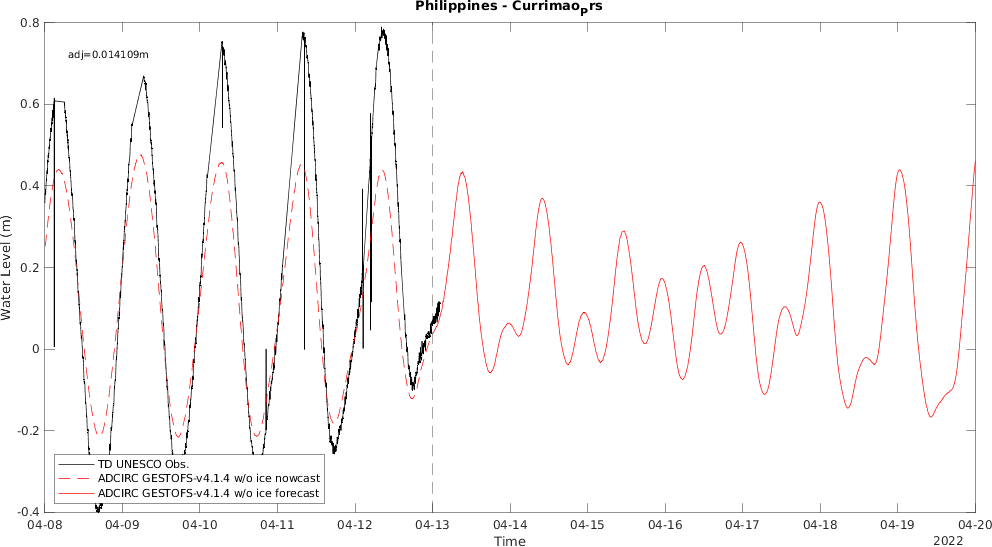 Philippines - Currimao_prs
adj=0.014109m
Water Level (m)
0.8
0.6
0.4
0.2
0
-0.2
-0.4
TD UNESCO Obs.
ADCIRC GESTOFS-v4.1.4 w/o ice nowcast
ADCIRC GESTOFS-v4.1.4 w/o ice forecast
04-08 04-09 04-10 04-11 04-12 04-13 04-14 04-15 04-16 04-17 04-18 04-19 04-20
Time
2022